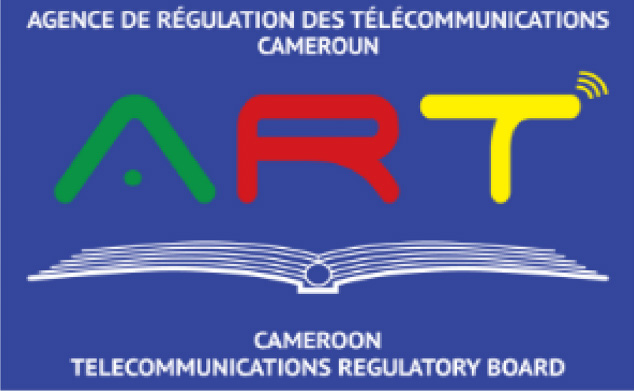 AGENCE DE RÉGULATION DES TÉLÉCOMMUNICATIONS
CAMEROUN
ART
CAMEROON
TELECOMMUNICATIONS REGULATORY BOARD